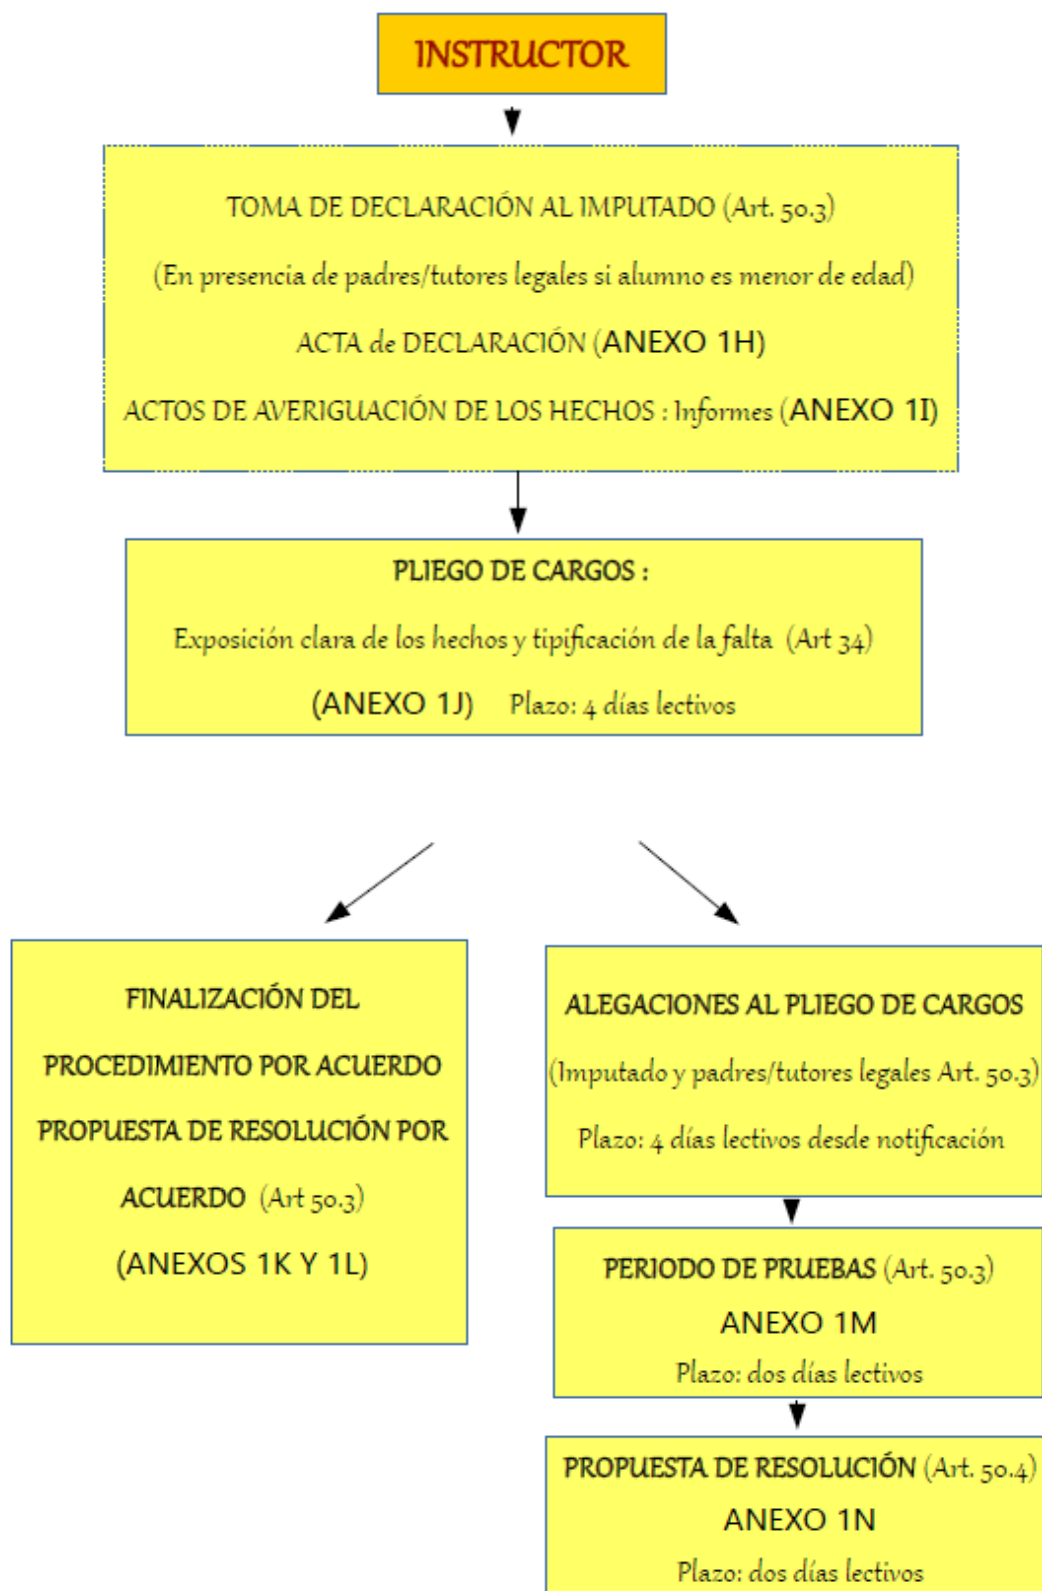 INSTRUCTOR
TOMA DE DECLARACIÓN AL IMPUTADO (Art. 50.3)
(En presencia de padres/tutores legales si alumno es menor de edad)
ACTA de DECLARACIÓN (ANEXO 1H)
ACTOS DE AVERIGUACIÓN DE LOS HECHOS : Informes (ANEXO 1I)
PLIEGO DE CARGOS :
Exposición clara de los hechos y tipificación de la falta (Art 34)
(ANEXO 1J) Plazo: 4 días lectivos
FINALIZACIÓN DEL
PROCEDIMIENTO POR ACUERDO
PROPUESTA DE RESOLUCIÓN POR
ACUERDO (Art 50.3)
(ANEXOS 1K Y 1L)
ALEGACIONES AL PLIEGO DE CARGOS
(Imputado y padres/tutores legales Art. 50.3)
Plazo: 4 días lectivos desde notificación
PERIODO DE PRUEBAS (Art. 50.3)
ANEXO 1M
Plazo: dos días lectivos
PROPUESTA DE RESOLUCIÓN (Art. 50.4)
ANEXO 1N
Plazo: dos días lectivos